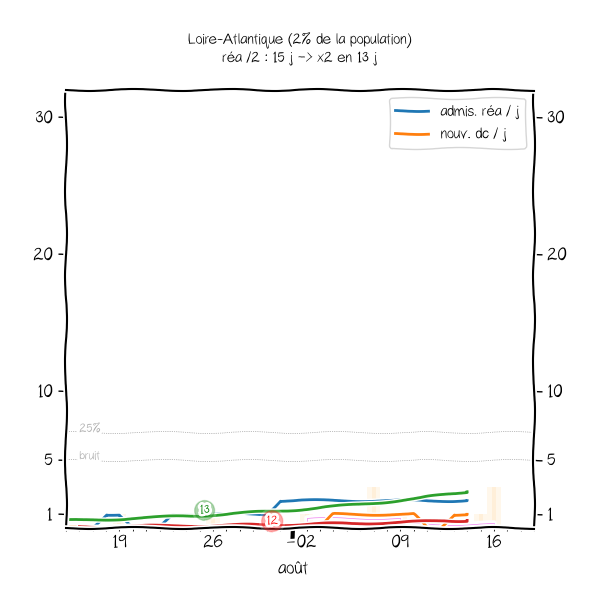 Loire-Atlantique (2% de la population)
réa /2 : 15 j -> x2 en 13 j
admis. réa / j
nouv. dc / j
30 30
20 20
10 10
25%
5 bruit 5
13
1 12 1
19 26 02 09 16
août